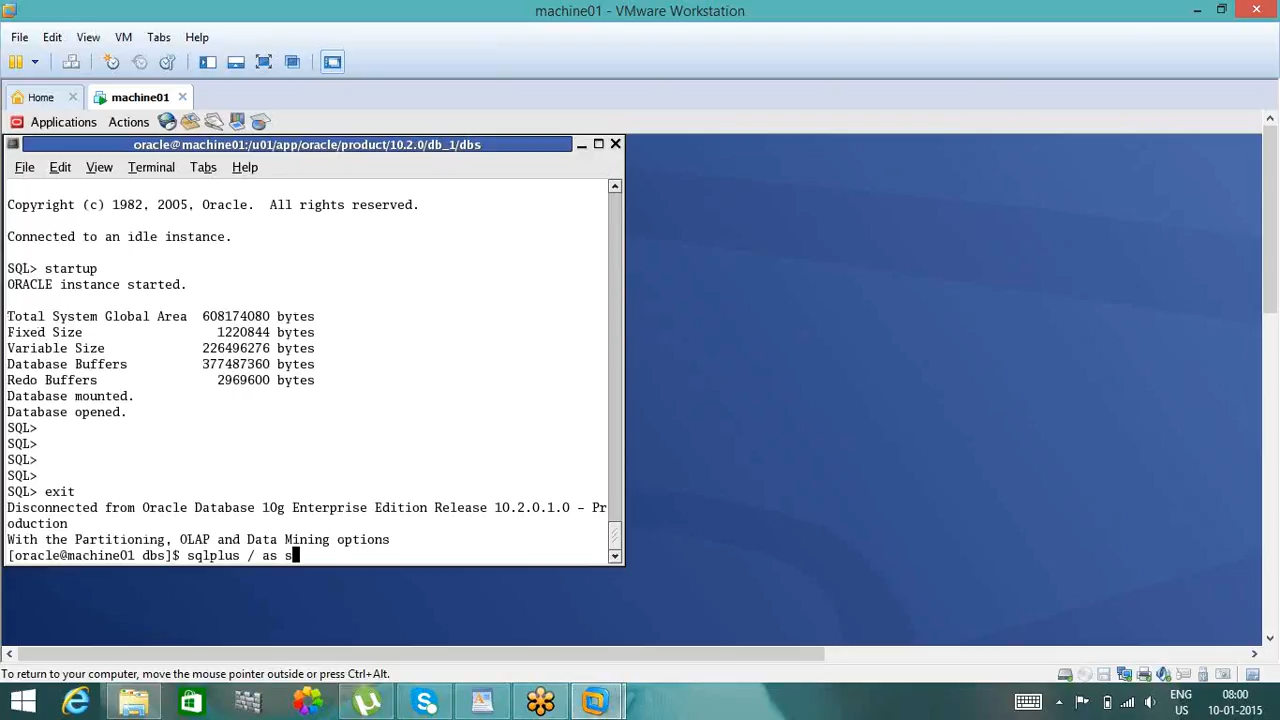 machine01 - VMware Workstation
File Edit View VM Tabs Help
Home machine01
Applications Actions
oracle@machine01:/u01/app/oracle/product/10.2.0/db_1/dbs
File Edit View Terminal Tabs Help
Copyright (c) 1982, 2005, Oracle.  All rights reserved.
Connected to an idle instance.
SQL> startup
ORACLE instance started.
Total System Global Area  608174080 bytes
Fixed Size                  1220844 bytes
Variable Size             226496276 bytes
Database Buffers          377487360 bytes
Redo Buffers                2969600 bytes
Database mounted.
Database opened.
SQL>
SQL>
SQL>
SQL>
SQL> exit
Disconnected from Oracle Database 10g Enterprise Edition Release 10.2.0.1.0 - Pr
oduction
With the Partitioning, OLAP and Data Mining options
[oracle@machine01 dbs]$ sqlplus / as s
To return to your computer, move the mouse pointer outside or press Ctrl+Alt.
ENG 08:00
US 10-01-2015